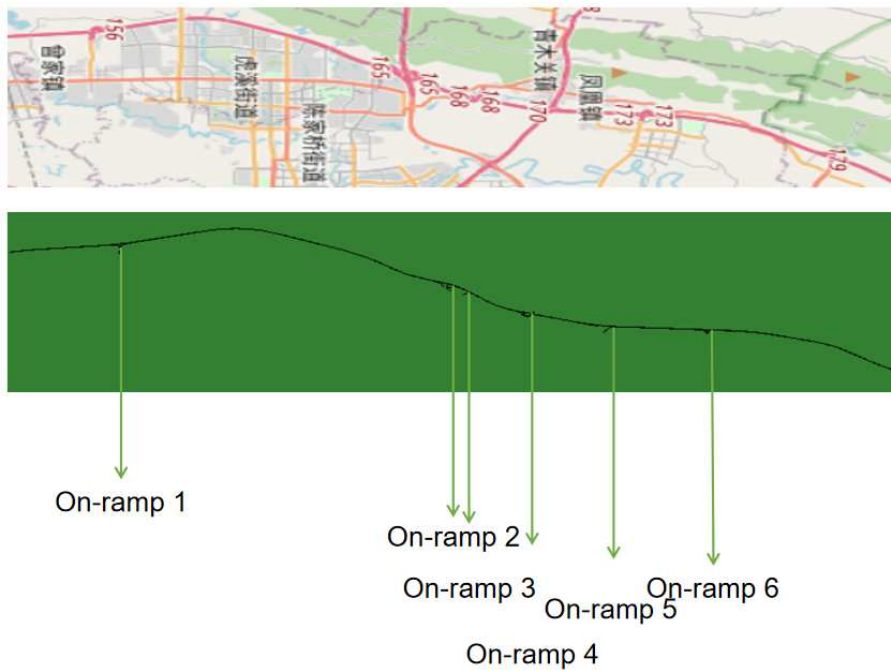 156
曾家镇
虎溪街道
陈家桥街道
165
165
168
168
青木关镇
170
凤凰镇
173
173
179
On-ramp 1
On-ramp 2
On-ramp 3
On-ramp 6
On-ramp 5
On-ramp 4